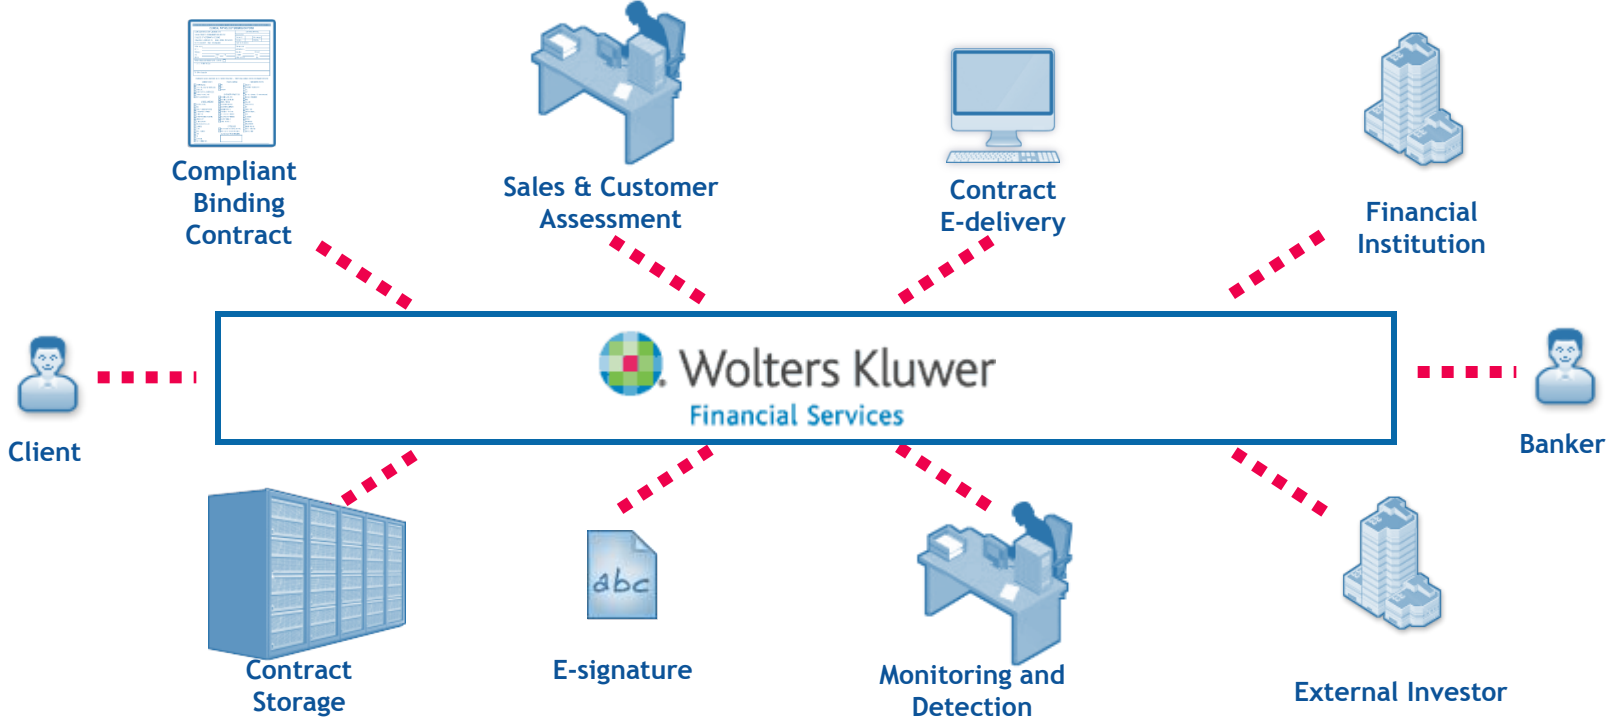 Compliant
Binding
Contract
Sales & Customer
Assessment
Contract
E-delivery
Financial
Institution
Client
Wolters Kluwer
Financial Services
Banker
Contract
Storage
abc
E-signature
Monitoring and
Detection
External Investor